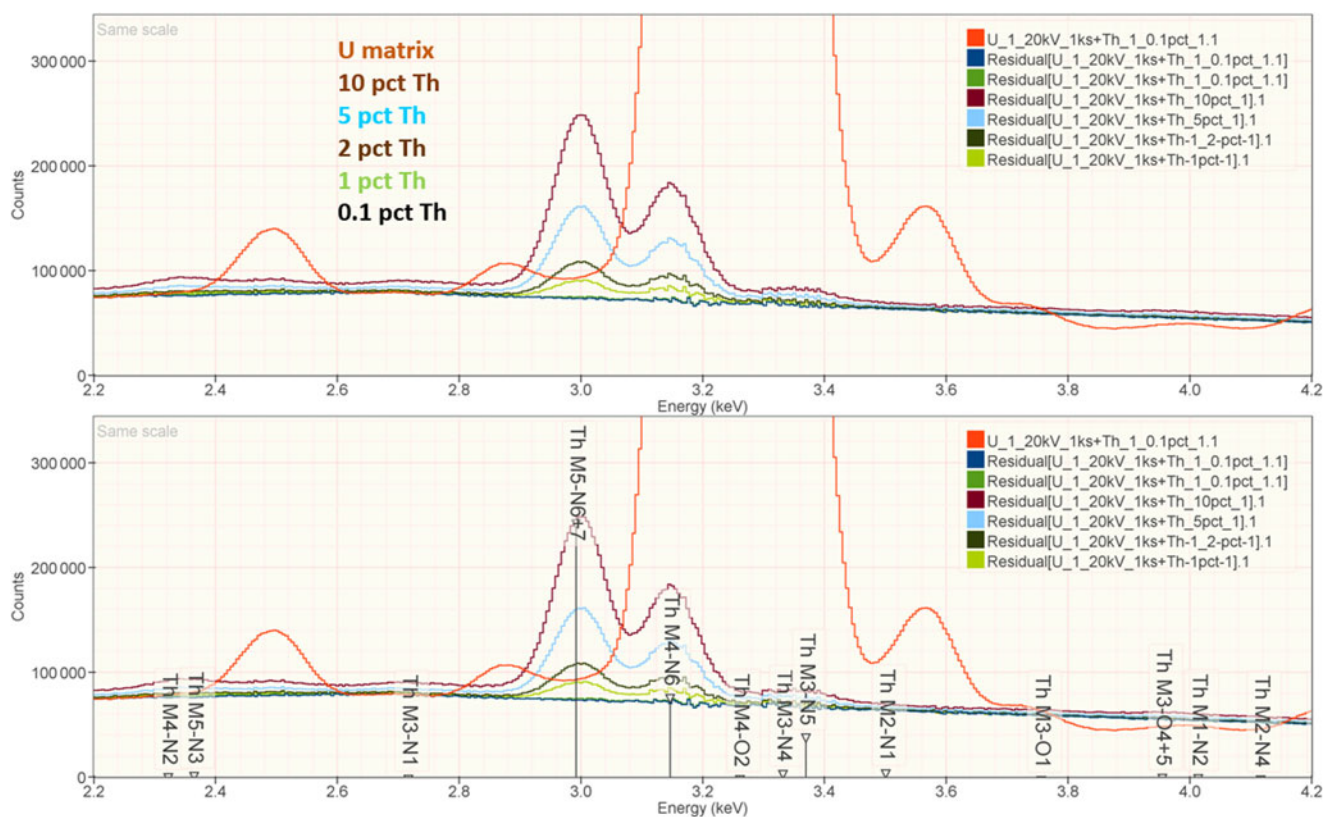 Same scale
U matrix
10 pct Th
5 pct Th
2 pct Th
1 pct Th
0.1 pct Th
U_1_20kV_1ks+Th_1_0.1pct_1.1
Residual[U_1_20kV_1ks+Th_1_0.1pct_1.1]
Residual[U_1_20kV_1ks+Th_1_0.1pct_1.1]
Residual[U_1_20kV_1ks+Th_10pct_1].1
Residual[U_1_20kV_1ks+Th_5pct_1].1
Residual[U_1_20kV_1ks+Th-1_2-pct-1].1
Residual[U_1_20kV_1ks+Th-1pct-1].1
Counts
300 000
200 000
100 000
0
2.2 2.4 2.6 2.8 3.0 3.2 3.4 3.6 3.8 4.0 4.2
Energy (keV)
Same scale
U_1_20kV_1ks+Th_1_0.1pct_1.1
Residual[U_1_20kV_1ks+Th_1_0.1pct_1.1]
Residual[U_1_20kV_1ks+Th_1_0.1pct_1.1]
Residual[U_1_20kV_1ks+Th_10pct_1].1
Residual[U_1_20kV_1ks+Th_5pct_1].1
Residual[U_1_20kV_1ks+Th-1_2-pct-1].1
Residual[U_1_20kV_1ks+Th-1pct-1].1
Counts
300 000
200 000
100 000
0
Th M4-N2
Th M5-N3
Th M3-N1
Th M5-N6+7
Th M4-N6
Th M4-O2
Th M3-N4
Th M3-N5
Th M2-N1
Th M3-O1
Th M3-O4+5
Th M1-N2
Th M2-N4
2.2 2.4 2.6 2.8 3.0 3.2 3.4 3.6 3.8 4.0 4.2
Energy (keV)